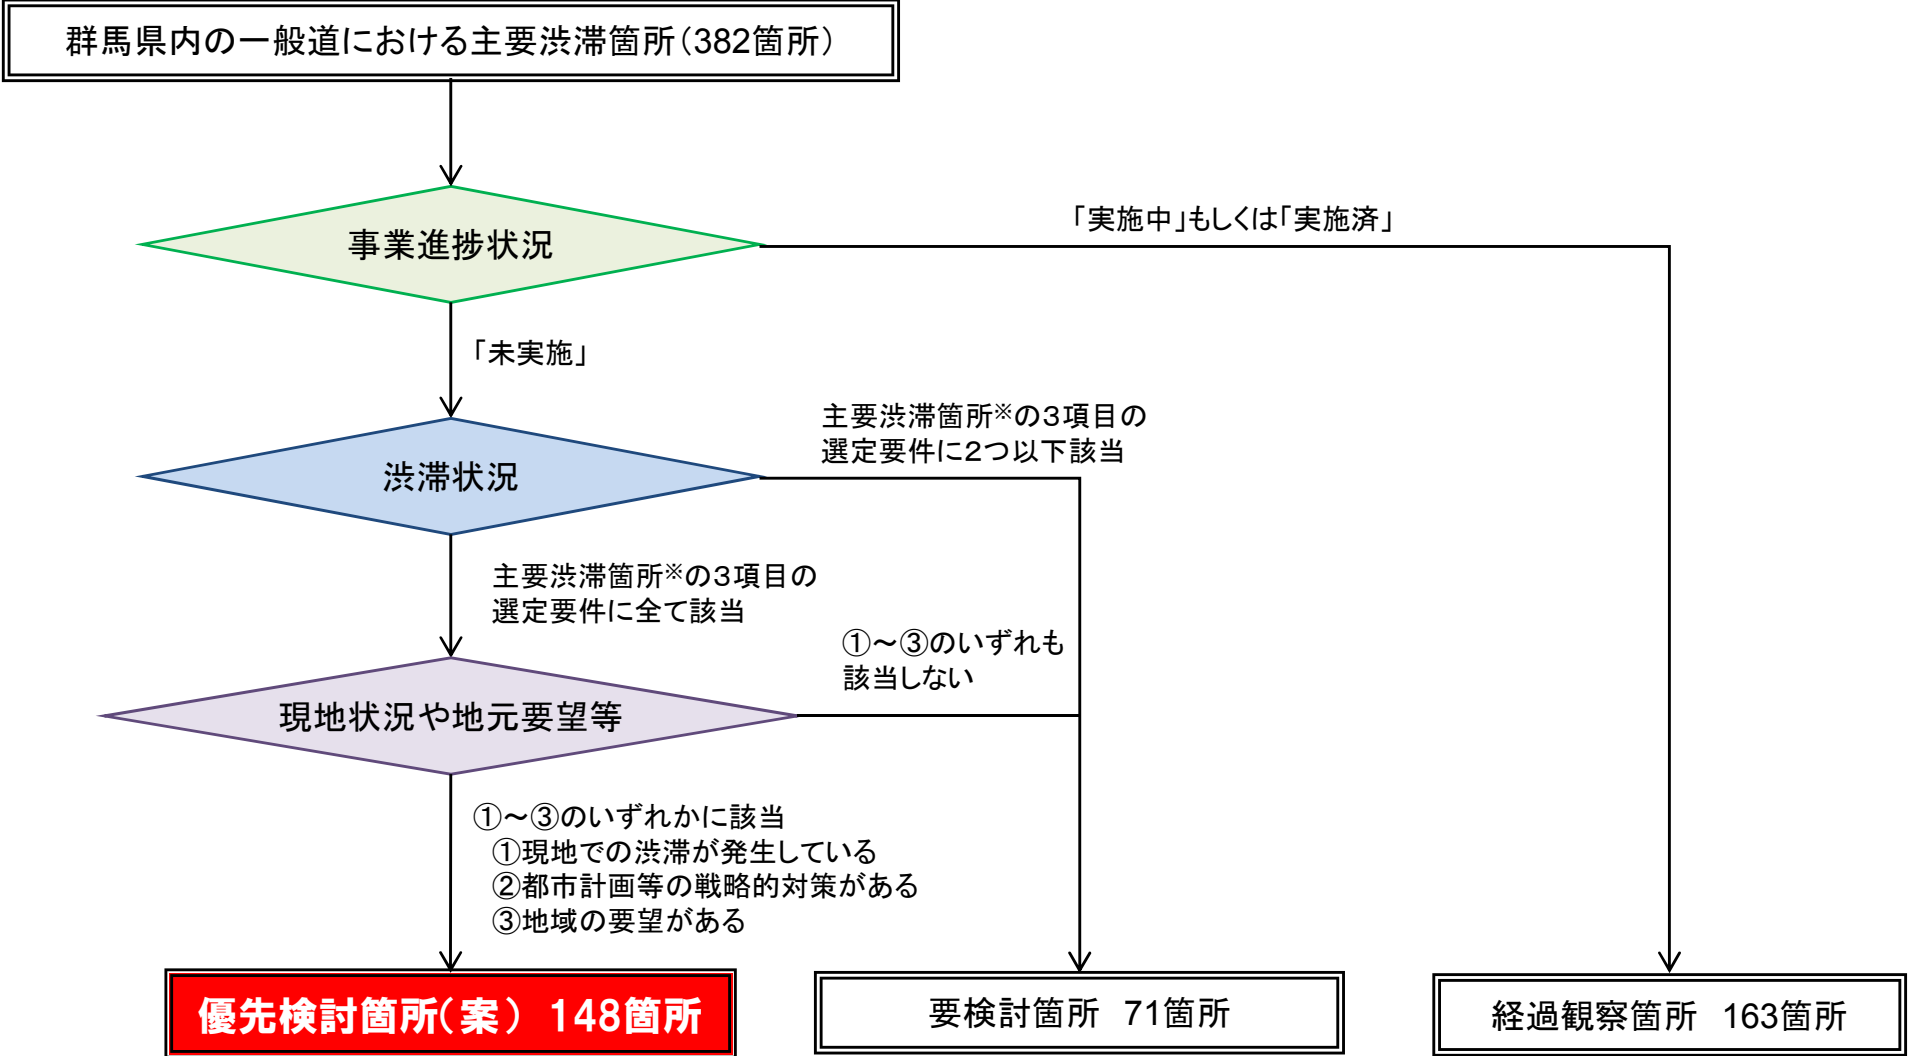 群馬県内の一般道における主要渋滞箇所(382箇所)
事業進捗状況
「実施中」もしくは「実施済」
「未実施」
渋滞状況
主要渋滞箇所※の3項目の
選定要件に2つ以下該当
主要渋滞箇所※の3項目の
選定要件に全て該当
①～③のいずれも
該当しない
現地状況や地元要望等
①～③のいずれかに該当
①現地での渋滞が発生している
②都市計画等の戦略的対策がある
③地域の要望がある
優先検討箇所(案) 148箇所
要検討箇所 71箇所
経過観察箇所 163箇所